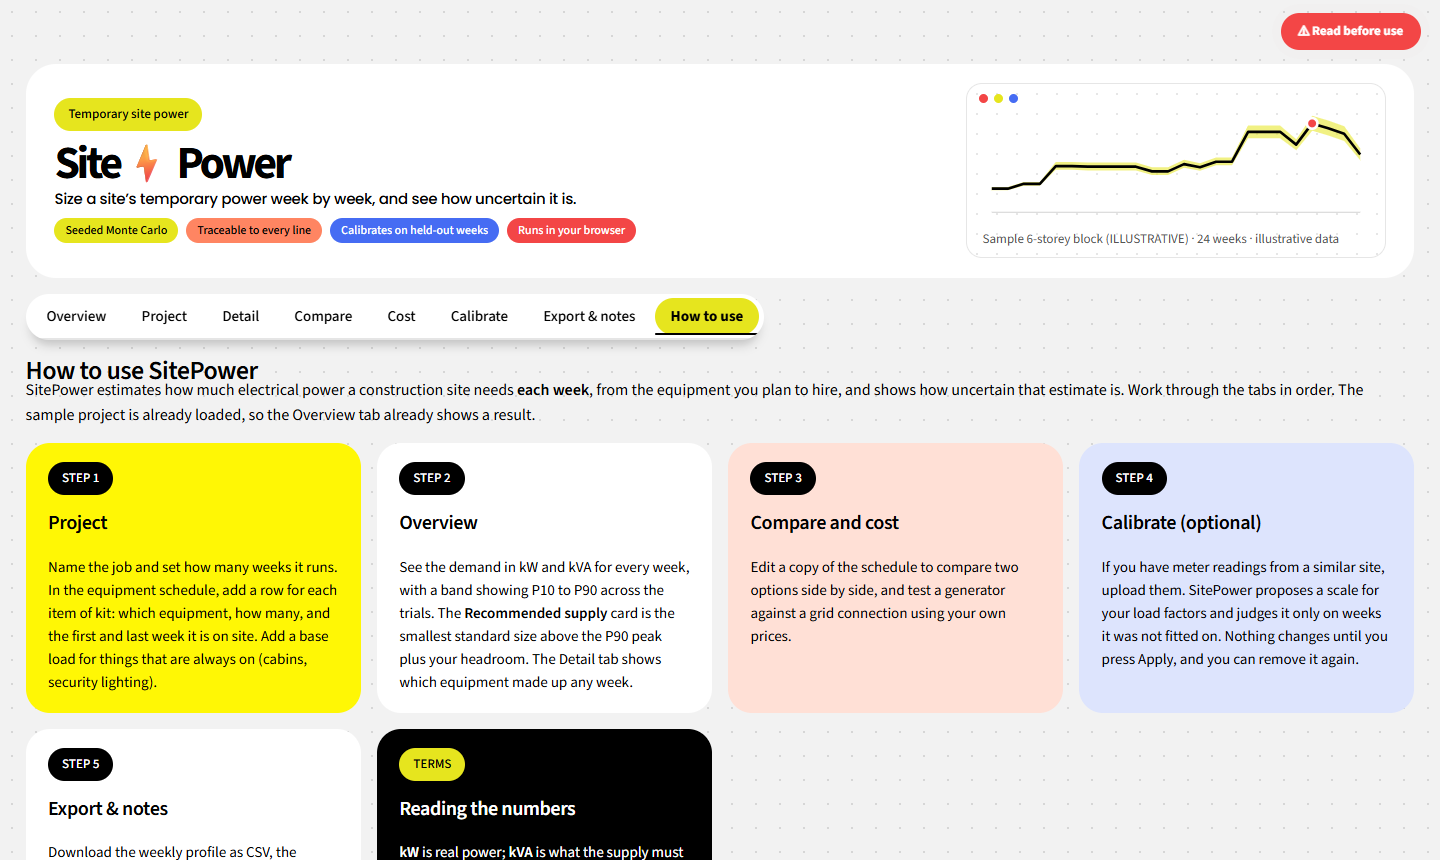 ⚠ Read before use
Temporary site power
Site ⚡ Power
Size a site's temporary power week by week, and see how uncertain it is.
Seeded Monte Carlo
Traceable to every line
Calibrates on held-out weeks
Runs in your browser
Sample 6-storey block (ILLUSTRATIVE) · 24 weeks · illustrative data
Overview
Project
Detail
Compare
Cost
Calibrate
Export & notes
How to use
How to use SitePower
SitePower estimates how much electrical power a construction site needs each week, from the equipment you plan to hire, and shows how uncertain that estimate is. Work through the tabs in order. The
sample project is already loaded, so the Overview tab already shows a result.
STEP 1
Project
Name the job and set how many weeks it runs.
In the equipment schedule, add a row for each
item of kit: which equipment, how many, and
the first and last week it is on site. Add a base
load for things that are always on (cabins,
security lighting).
STEP 2
Overview
See the demand in kW and kVA for every week,
with a band showing P10 to P90 across the
trials. The Recommended supply card is the
smallest standard size above the P90 peak
plus your headroom. The Detail tab shows
which equipment made up any week.
STEP 3
Compare and cost
Edit a copy of the schedule to compare two
options side by side, and test a generator
against a grid connection using your own
prices.
STEP 4
Calibrate (optional)
If you have meter readings from a similar site,
upload them. SitePower proposes a scale for
your load factors and judges it only on weeks
it was not fitted on. Nothing changes until you
press Apply, and you can remove it again.
STEP 5
Export & notes
Download the weekly profile as CSV, the
TERMS
Reading the numbers
kW is real power; kVA is what the supply must